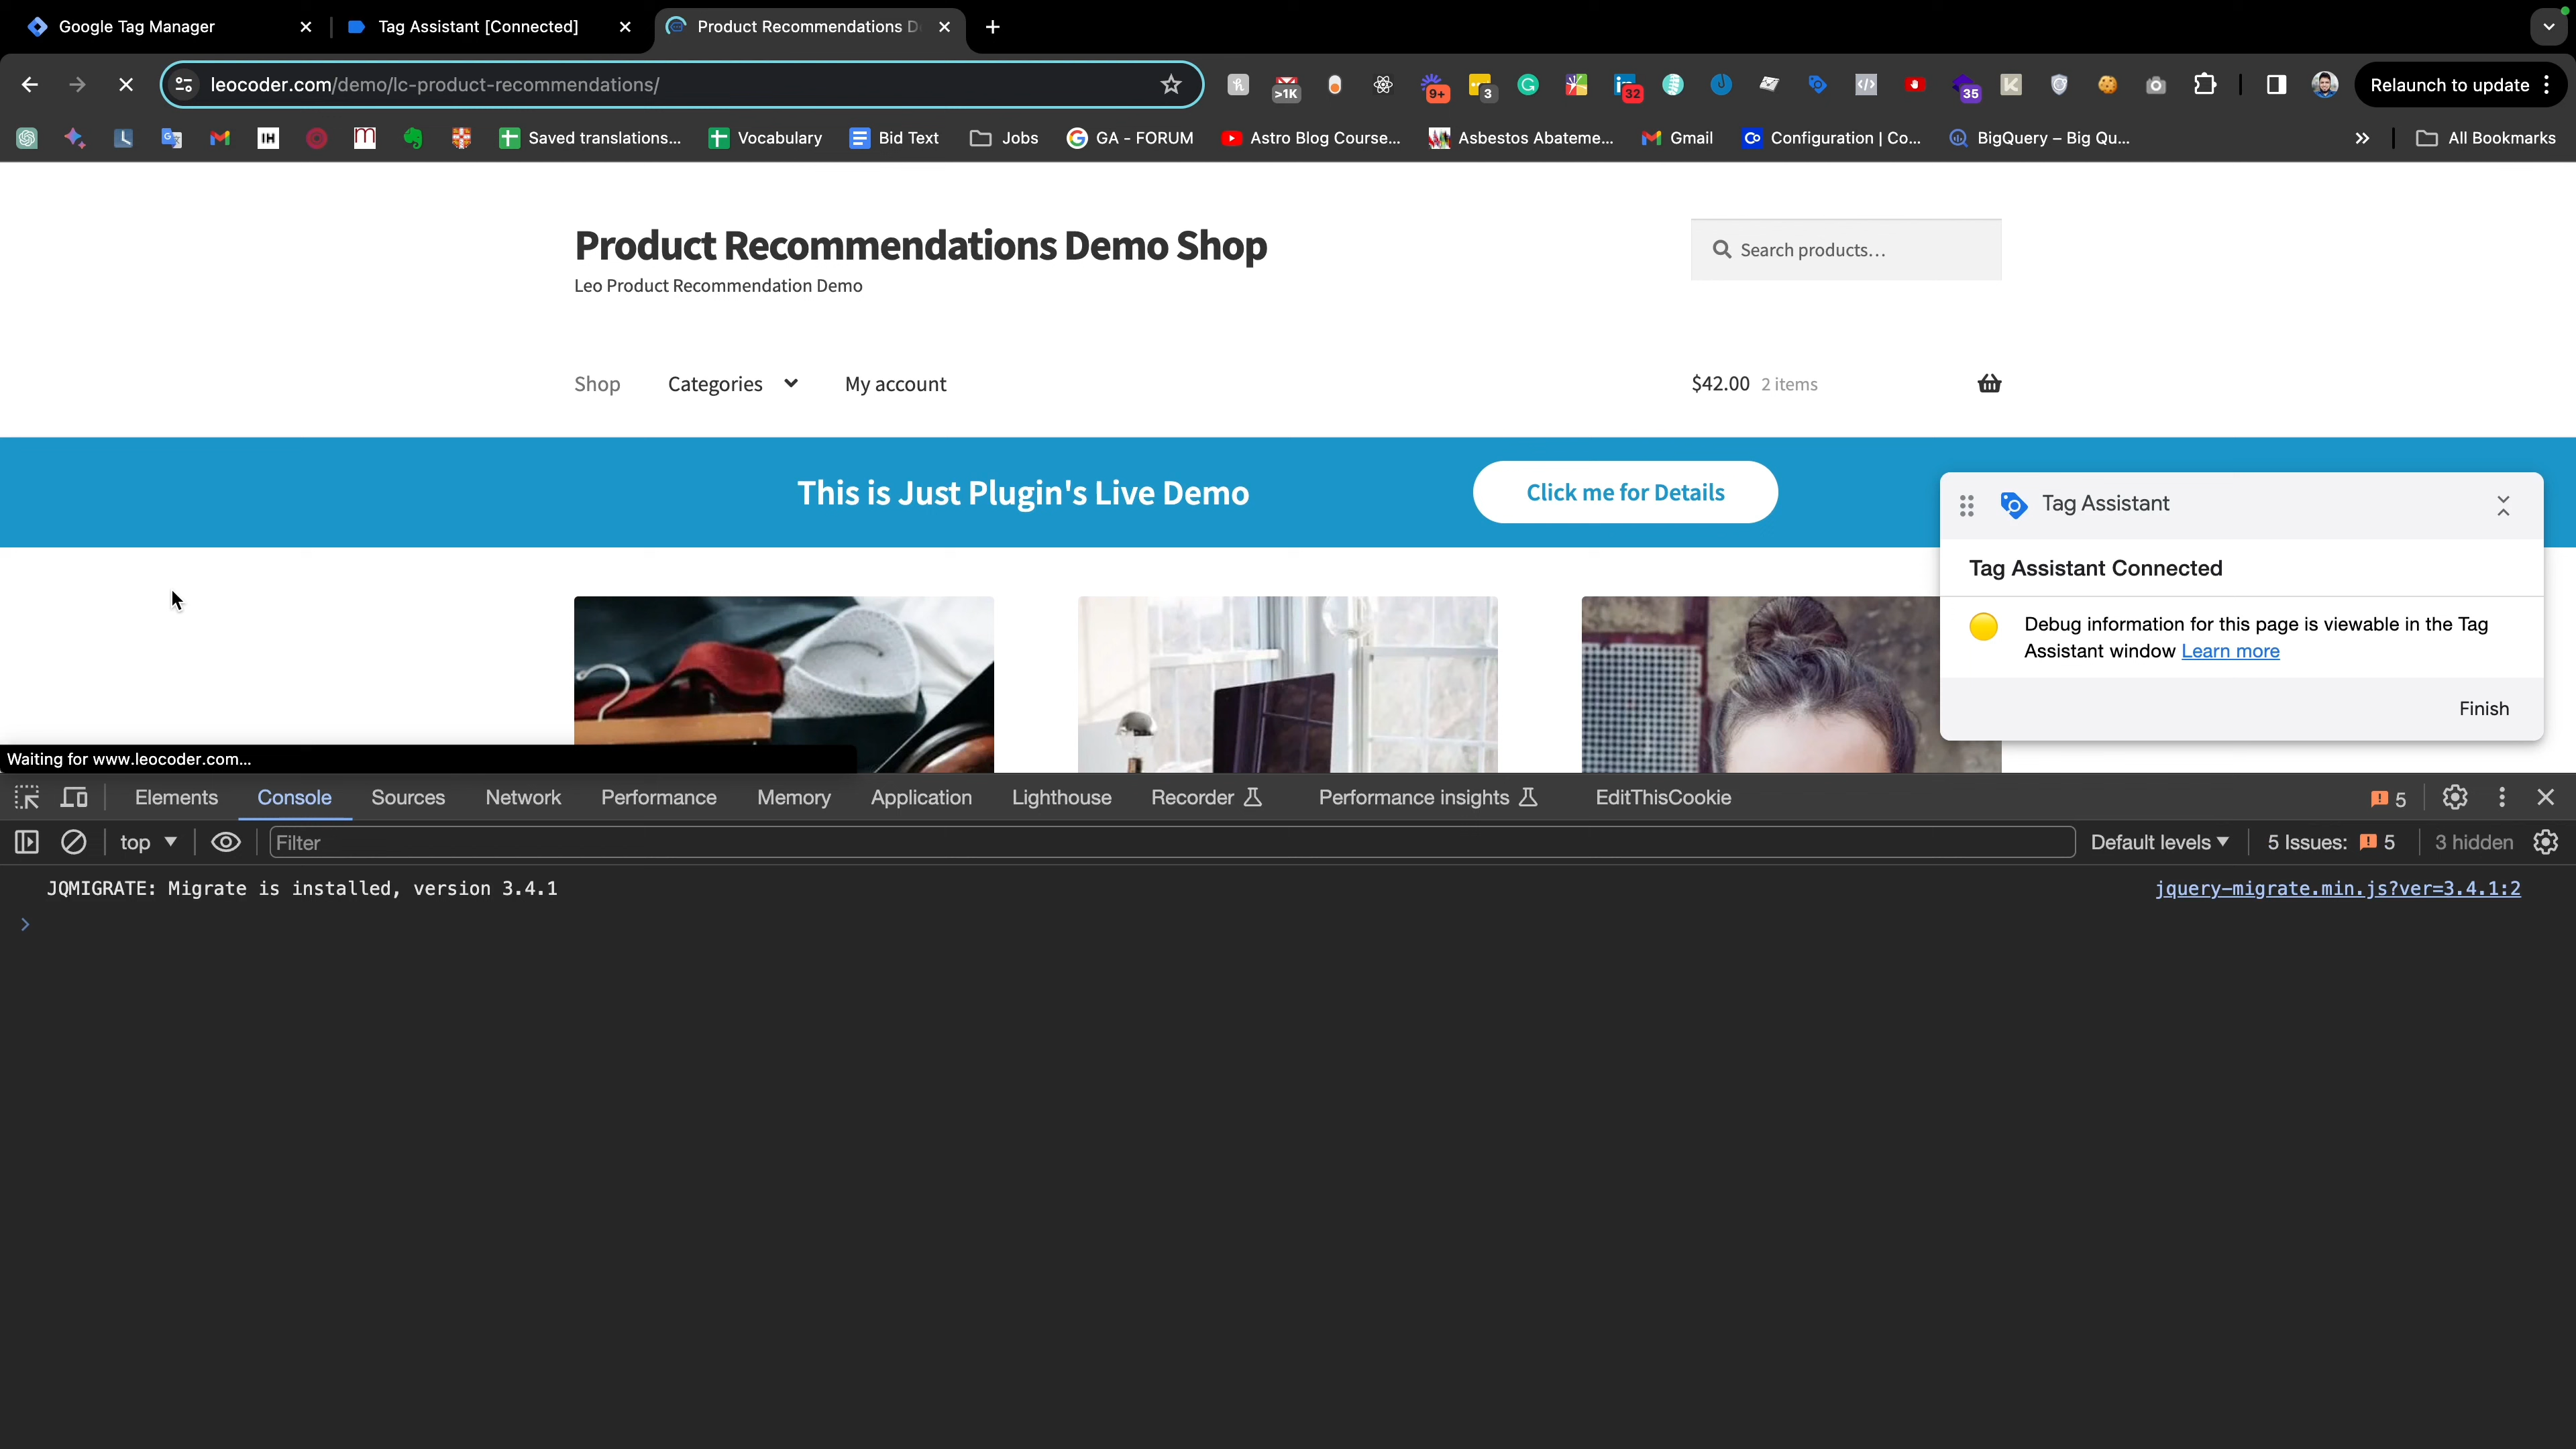 Google Tag Manager
Tag Assistant [Connected]
Product Recommendations D
leocoder.com/demo/lc-product-recommendations/
>1K
9+
3
32
35
Relaunch to update
IH
Saved translations...
Vocabulary
Bid Text
Jobs
GA - FORUM
Astro Blog Course...
Asbestos Abateme...
Gmail
Configuration | Co...
BigQuery – Big Qu...
All Bookmarks
Product Recommendations Demo Shop
Leo Product Recommendation Demo
Search products…
Shop
Categories
My account
$42.00 2 items
This is Just Plugin's Live Demo
Click me for Details
Tag Assistant
Tag Assistant Connected
Debug information for this page is viewable in the Tag
Assistant window Learn more
Finish
Waiting for www.leocoder.com...
Elements
Console
Sources
Network
Performance
Memory
Application
Lighthouse
Recorder
Performance insights
EditThisCookie
5
top
Filter
Default levels
5 Issues: 5
3 hidden
JQMIGRATE: Migrate is installed, version 3.4.1
jquery-migrate.min.js?ver=3.4.1:2